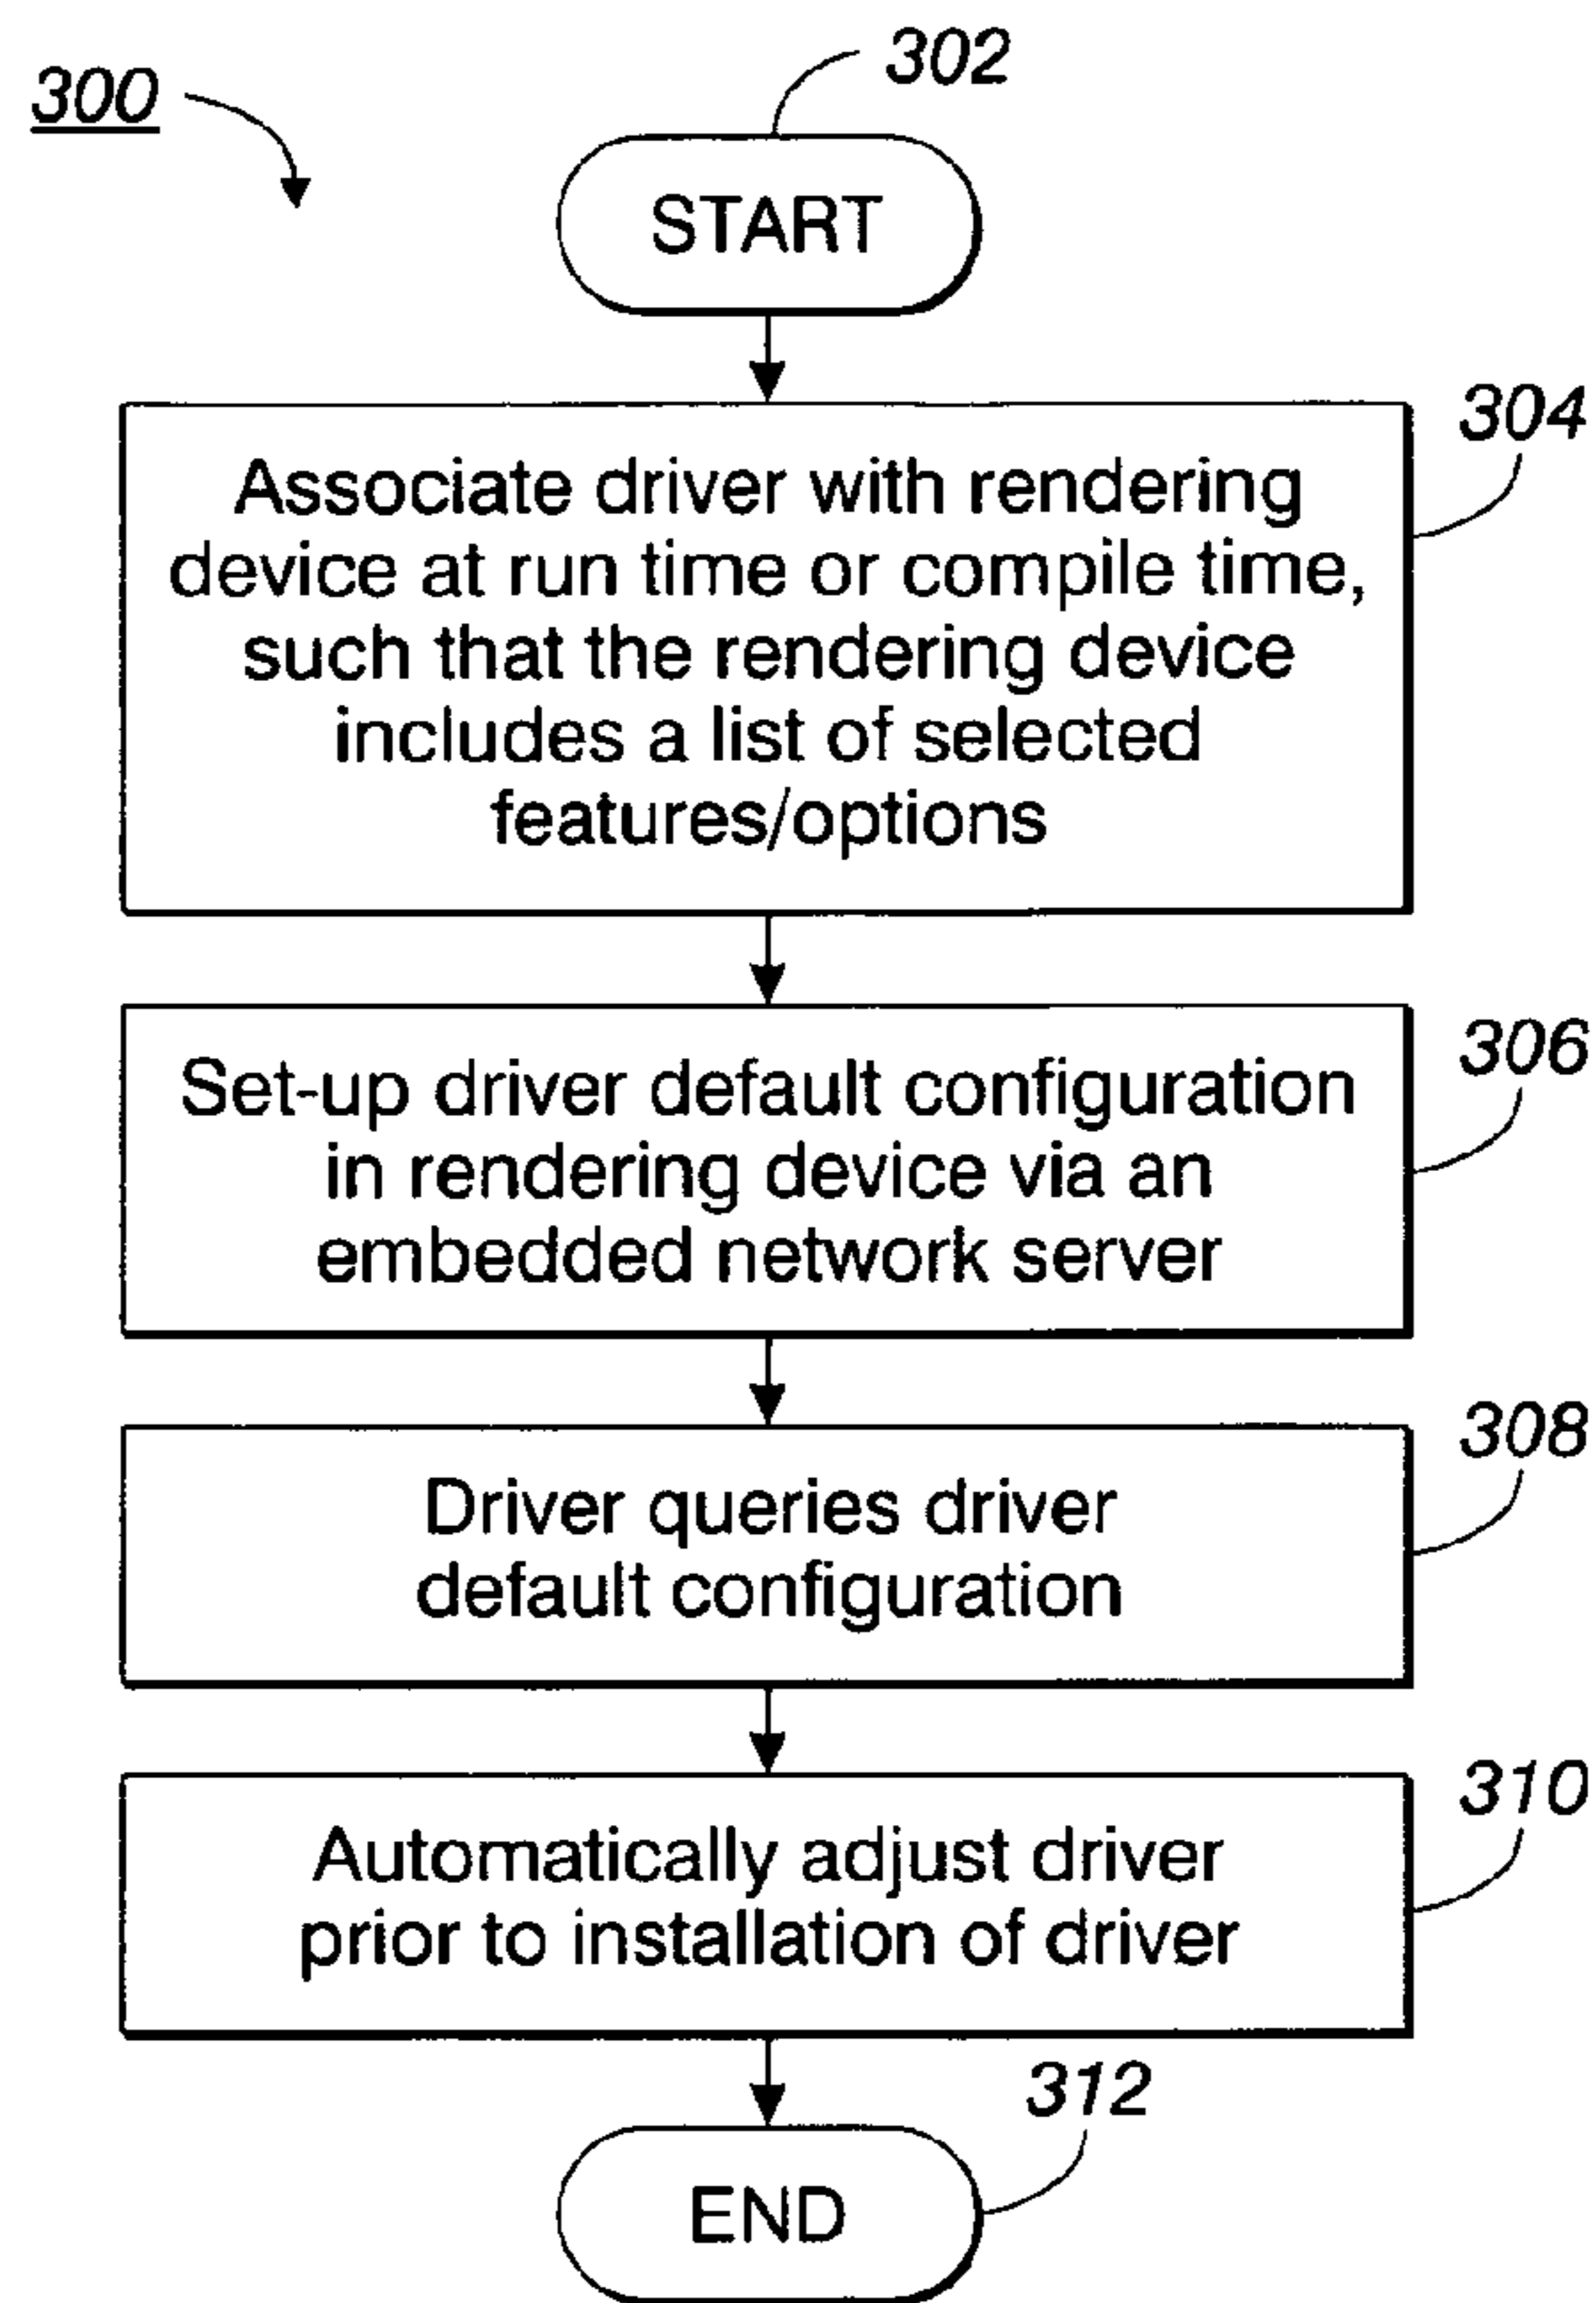 302
300
START
304
Associate driver with rendering
device at run time or compile time,
such that the rendering device
includes a list of selected
features/options
306
Set-up driver default configuration
in rendering device via an
embedded network server
308
Driver queries driver
default configuration
310
Automatically adjust driver
prior to installation of driver
312
END